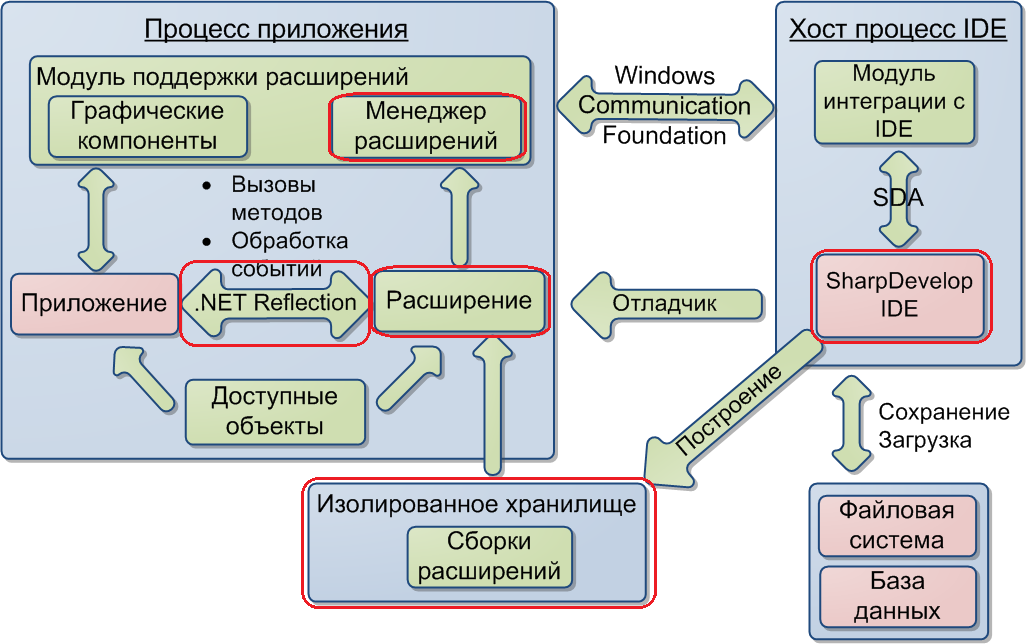 Процесс приложения
Модуль поддержки расширений
Графические
компоненты
Менеджер
расширений
• Вызовы
методов
• Обработка
событий
Приложение
.NET Reflection
Расширение
Доступные
объекты
Windows
Communication
Foundation
Хост процесс IDE
Модуль
интеграции с
IDE
SDA
SharpDevelop
IDE
Отладчик
Построение
Сохранение
Загрузка
Изолированное хранилище
Сборки
расширений
Файловая
система
База
данных